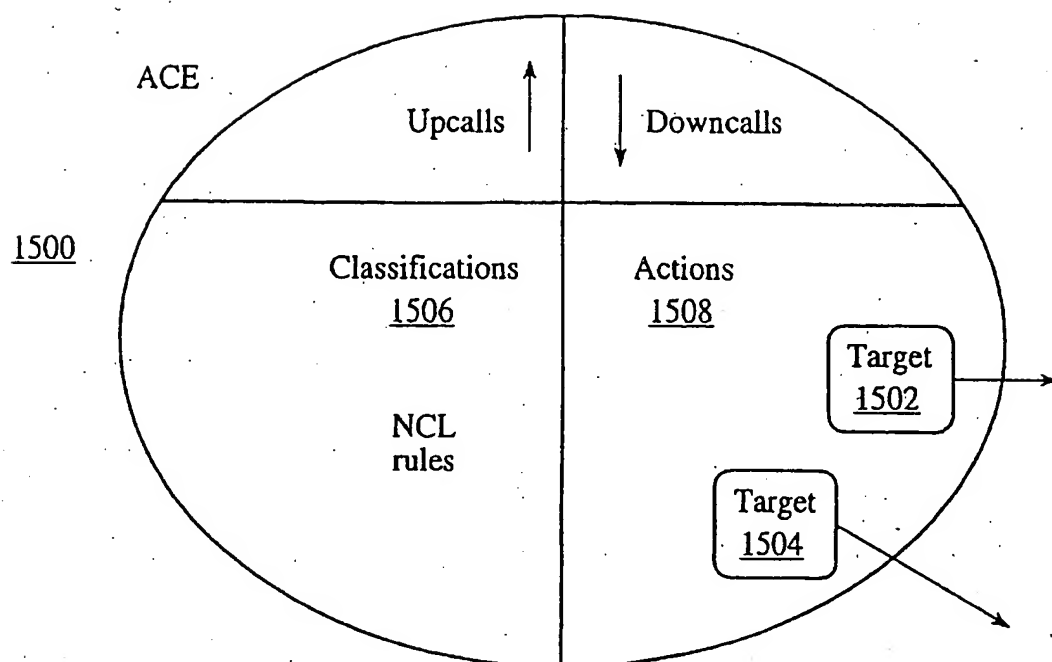 ACE
Upcalls
Downcalls
1500
Classifications
1506
Actions
1508
Target
1502
NCL
rules
Target
1504